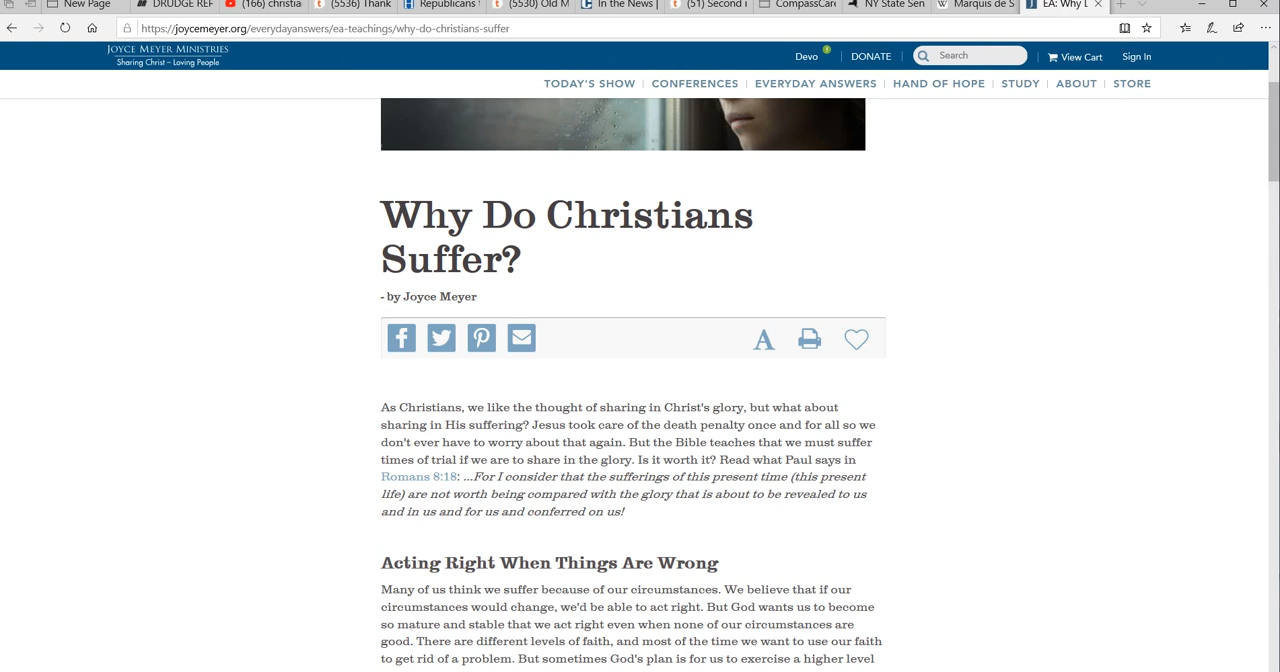 New Page
DRUDGE REF
(166) christia
(5536) Thank
Republicans
(5530) Old M
In the News |
(51) Second
CompassCare
NY State Sen
Marquis de S
EA: Why
https://joycemeyer.org/everydayanswers/ea-teachings/why-do-christians-suffer
JOYCE MEYER MINISTRIES
Sharing Christ – Loving People
Devo
DONATE
Search
View Cart
Sign In
TODAY'S SHOW
CONFERENCES
EVERYDAY ANSWERS
HAND OF HOPE
STUDY
ABOUT
STORE
Why Do Christians
Suffer?
- by Joyce Meyer
As Christians, we like the thought of sharing in Christ's glory, but what about
sharing in His suffering? Jesus took care of the death penalty once and for all so we
don't ever have to worry about that again. But the Bible teaches that we must suffer
times of trial if we are to share in the glory. Is it worth it? Read what Paul says in
Romans 8:18: ...For I consider that the sufferings of this present time (this present
life) are not worth being compared with the glory that is about to be revealed to us
and in us and for us and conferred on us!
Acting Right When Things Are Wrong
Many of us think we suffer because of our circumstances. We believe that if our
circumstances would change, we'd be able to act right. But God wants us to become
so mature and stable that we act right even when none of our circumstances are
good. There are different levels of faith, and most of the time we want to use our faith
to get rid of a problem. But sometimes God's plan is for us to exercise a higher level